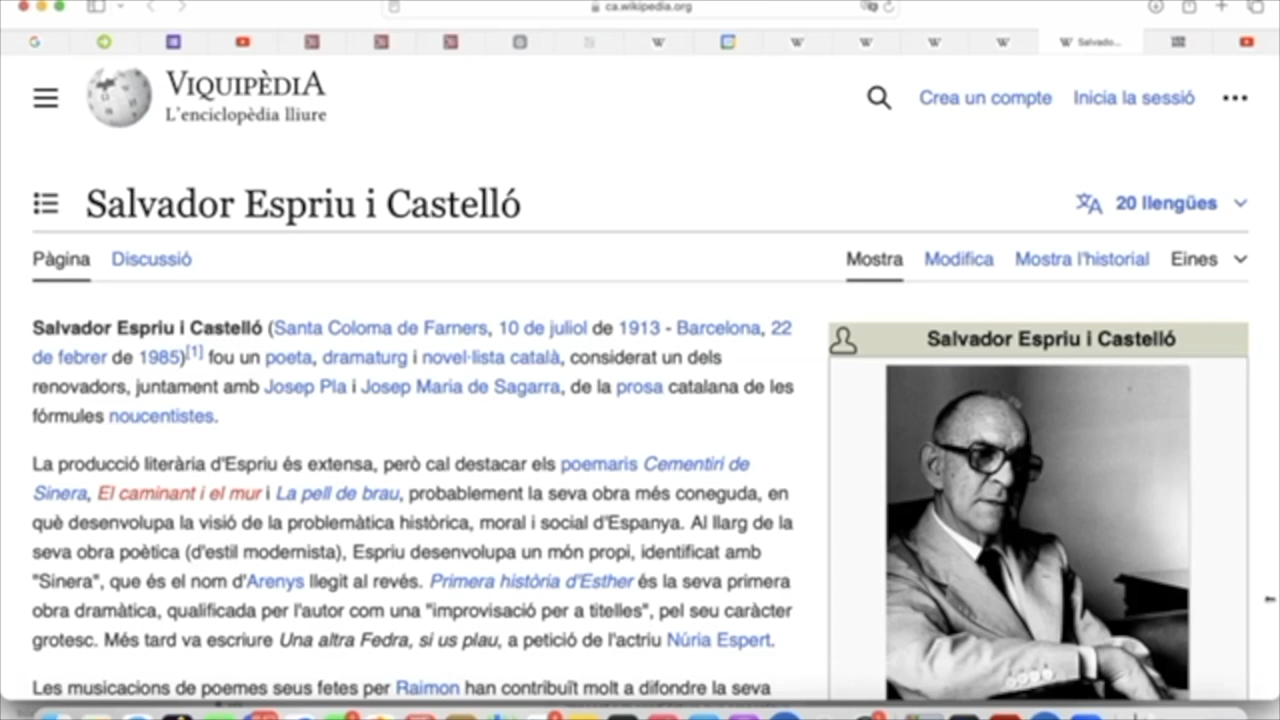 ca.wikipedia.org
Salvado...
VIQUIPÈDIA
L'enciclopèdia lliure
Crea un compte Inicia la sessió
Salvador Espriu i Castelló
20 llengües
Pàgina Discussió
Mostra Modifica Mostra l'historial Eines
Salvador Espriu i Castelló (Santa Coloma de Farners, 10 de juliol de 1913 - Barcelona, 22
de febrer de 1985)[1] fou un poeta, dramaturg i novel·lista català, considerat un dels
renovadors, juntament amb Josep Pla i Josep Maria de Sagarra, de la prosa catalana de les
fórmules noucentistes.
La producció literària d'Espriu és extensa, però cal destacar els poemaris Cementiri de
Sinera, El caminant i el mur i La pell de brau, probablement la seva obra més coneguda, en
què desenvolupa la visió de la problemàtica històrica, moral i social d'Espanya. Al llarg de la
seva obra poètica (d'estil modernista), Espriu desenvolupa un món propi, identificat amb
"Sinera", que és el nom d'Arenys llegit al revés. Primera història d'Esther és la seva primera
obra dramàtica, qualificada per l'autor com una "improvisació per a titelles", pel seu caràcter
grotesc. Més tard va escriure Una altra Fedra, si us plau, a petició de l'actriu Núria Espert.
Les musicacions de poemes seus fetes per Raimon han contribuït molt a difondre la seva
Salvador Espriu i Castelló